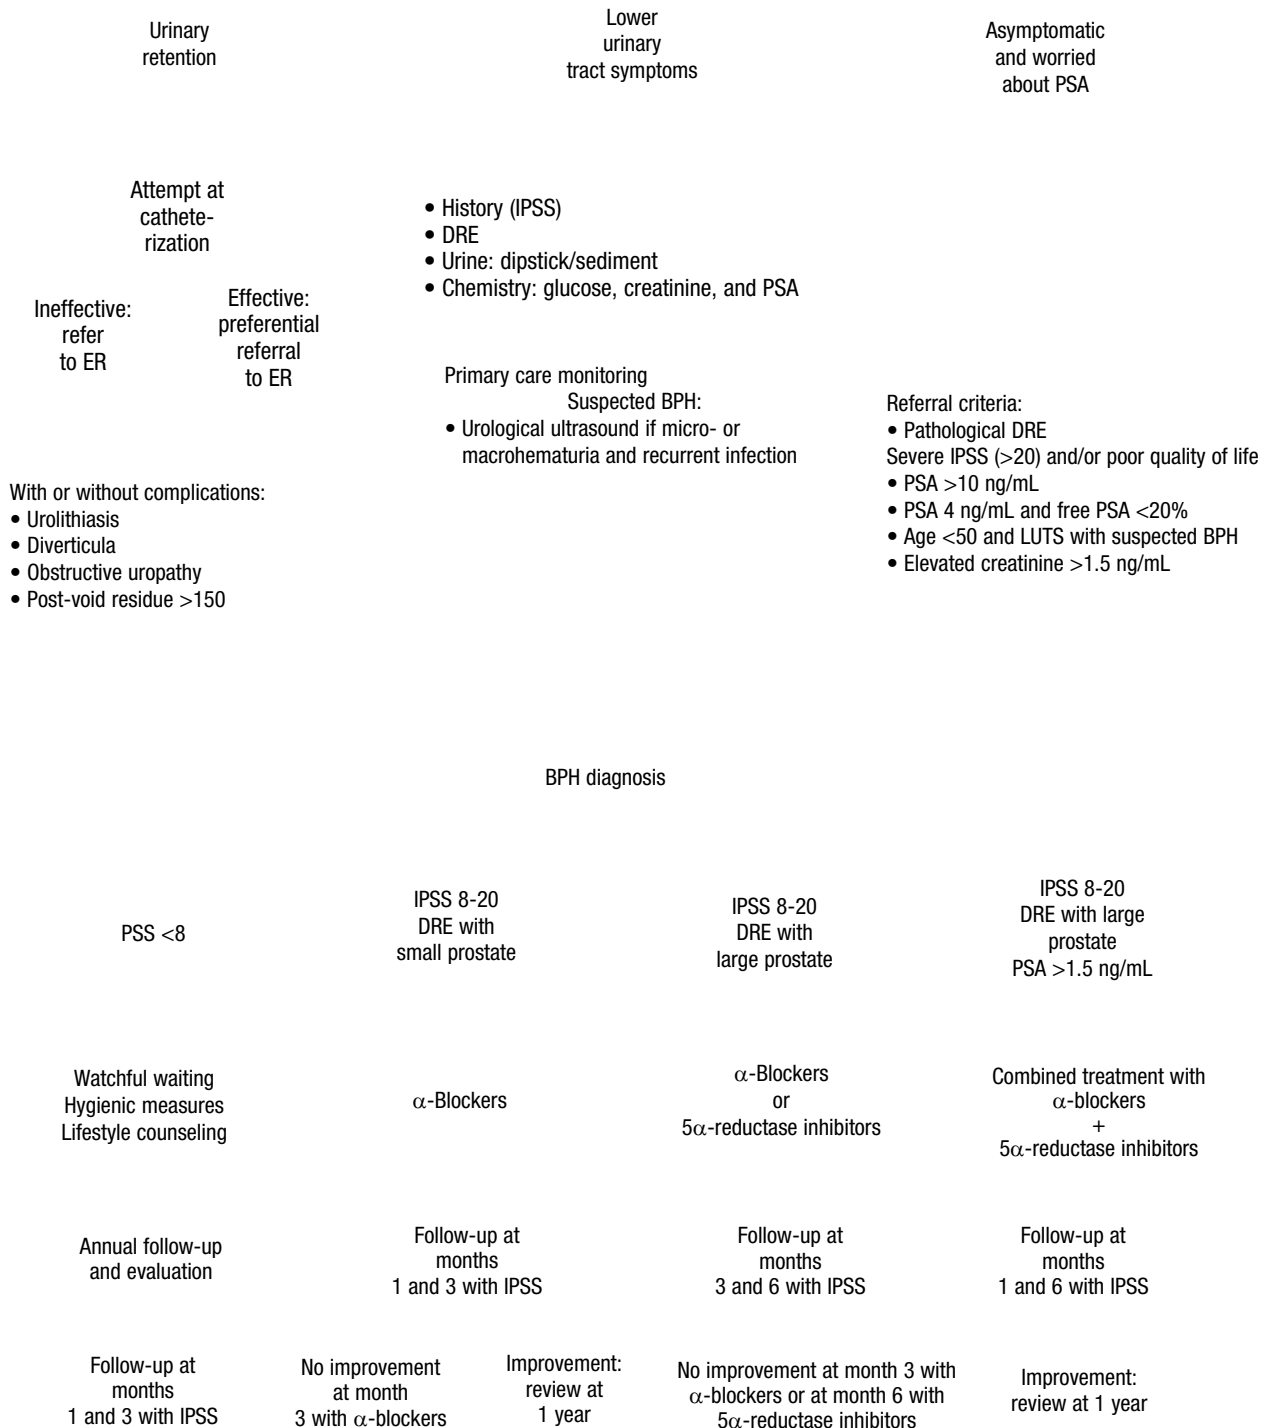 Urinary
retention
Lower
urinary
tract symptoms
Asymptomatic
and worried
about PSA
Attempt at
cathete-
rization
Ineffective:
refer
to ER
Effective:
preferential
referral
to ER
• History (IPSS)
• DRE
• Urine: dipstick/sediment
• Chemistry: glucose, creatinine, and PSA
Primary care monitoring
Suspected BPH:
• Urological ultrasound if micro- or
macrohematuria and recurrent infection
Referral criteria:
• Pathological DRE
Severe IPSS (>20) and/or poor quality of life
• PSA >10 ng/mL
• PSA 4 ng/mL and free PSA <20%
• Age <50 and LUTS with suspected BPH
• Elevated creatinine >1.5 ng/mL
With or without complications:
• Urolithiasis
• Diverticula
• Obstructive uropathy
• Post-void residue >150
BPH diagnosis
PSS <8
IPSS 8-20
DRE with
small prostate
IPSS 8-20
DRE with
large prostate
IPSS 8-20
DRE with large
prostate
PSA >1.5 ng/mL
Watchful waiting
Hygienic measures
Lifestyle counseling
α-Blockers
α-Blockers
or
5α-reductase inhibitors
Combined treatment with
α-blockers
+
5α-reductase inhibitors
Annual follow-up
and evaluation
Follow-up at
months
1 and 3 with IPSS
Follow-up at
months
3 and 6 with IPSS
Follow-up at
months
1 and 6 with IPSS
Follow-up at
months
1 and 3 with IPSS
No improvement
at month
3 with α-blockers
Improvement:
review at
1 year
No improvement at month 3 with
α-blockers or at month 6 with
5α-reductase inhibitors
Improvement:
review at 1 year